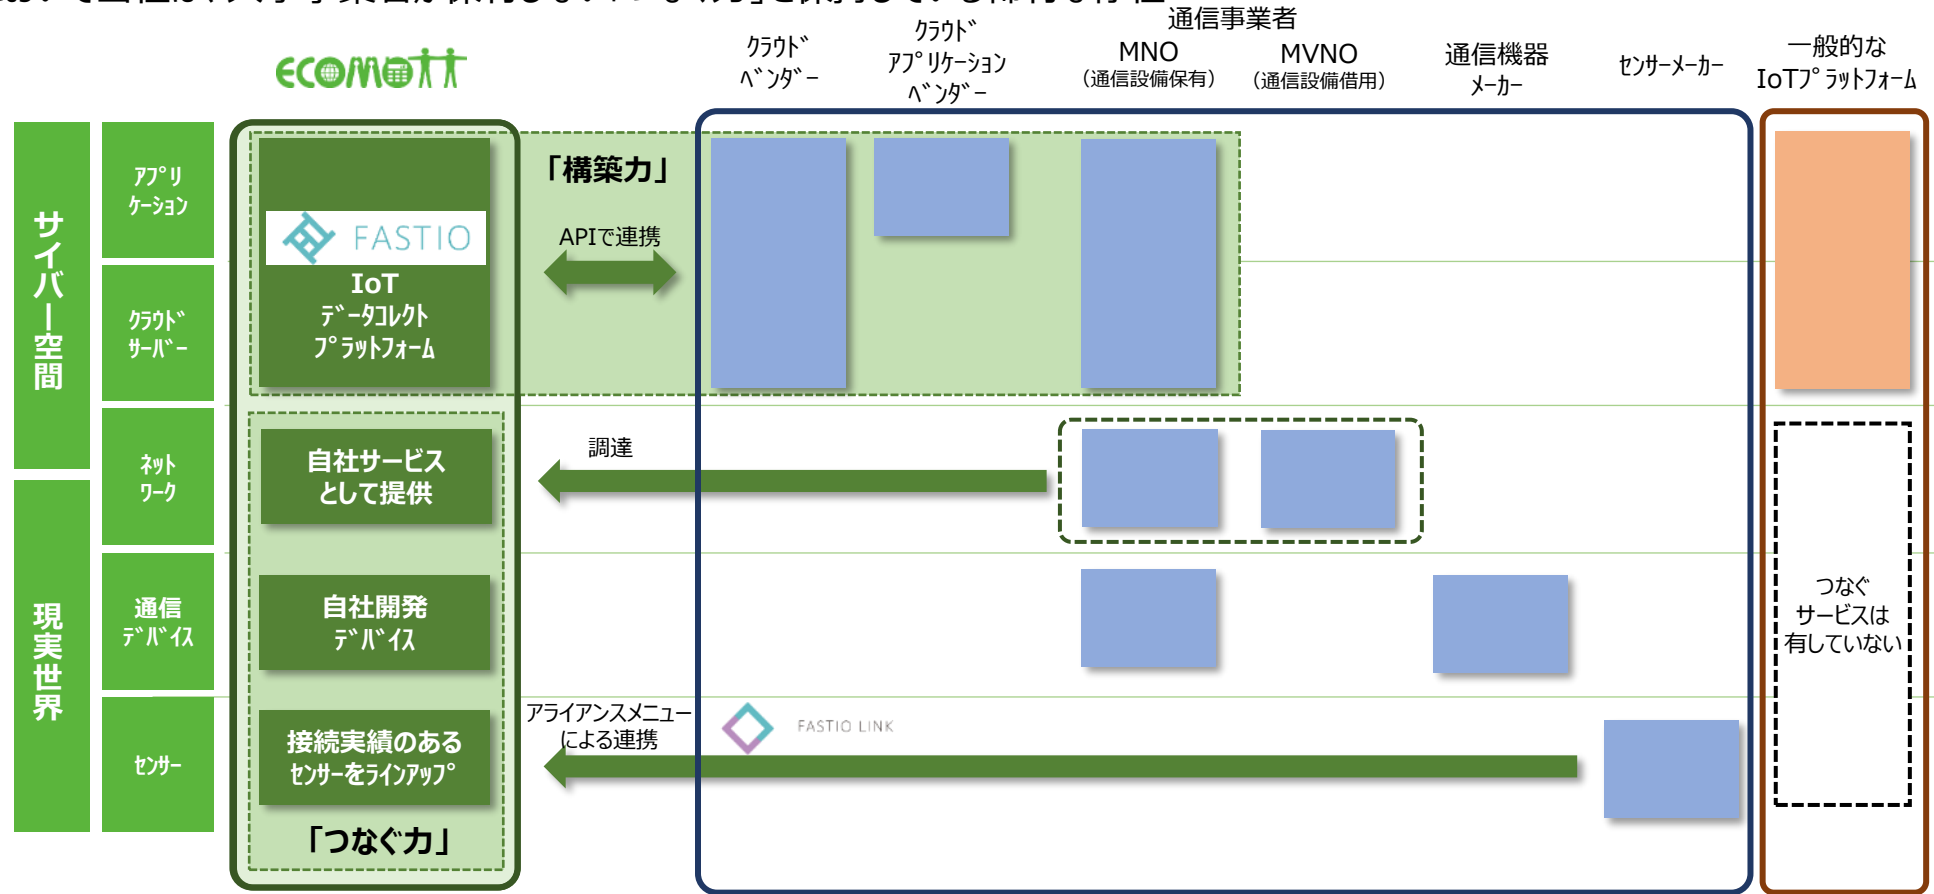 通信事業者
ECOMOTT
クラウド
ベンダー
クラウド
アプリケーション
ベンダー
MNO
（通信設備保有）
MVNO
（通信設備借用）
通信機器
メーカー
センサーメーカー
一般的な
IoTプラットフォーム
サイバー空間
現実世界
アプリ
ケーション
クラウド
サーバー
ネット
ワーク
通信
デバイス
センサー
FASTIO
IoT
データコレクト
プラットフォーム
「構築力」
APIで連携
自社サービス
として提供
調達
自社開発
デバイス
接続実績のある
センサーをラインアップ
「つなぐ力」
アライアンスメニュー
による連携
FASTIO LINK
つなぐ
サービスは
有していない